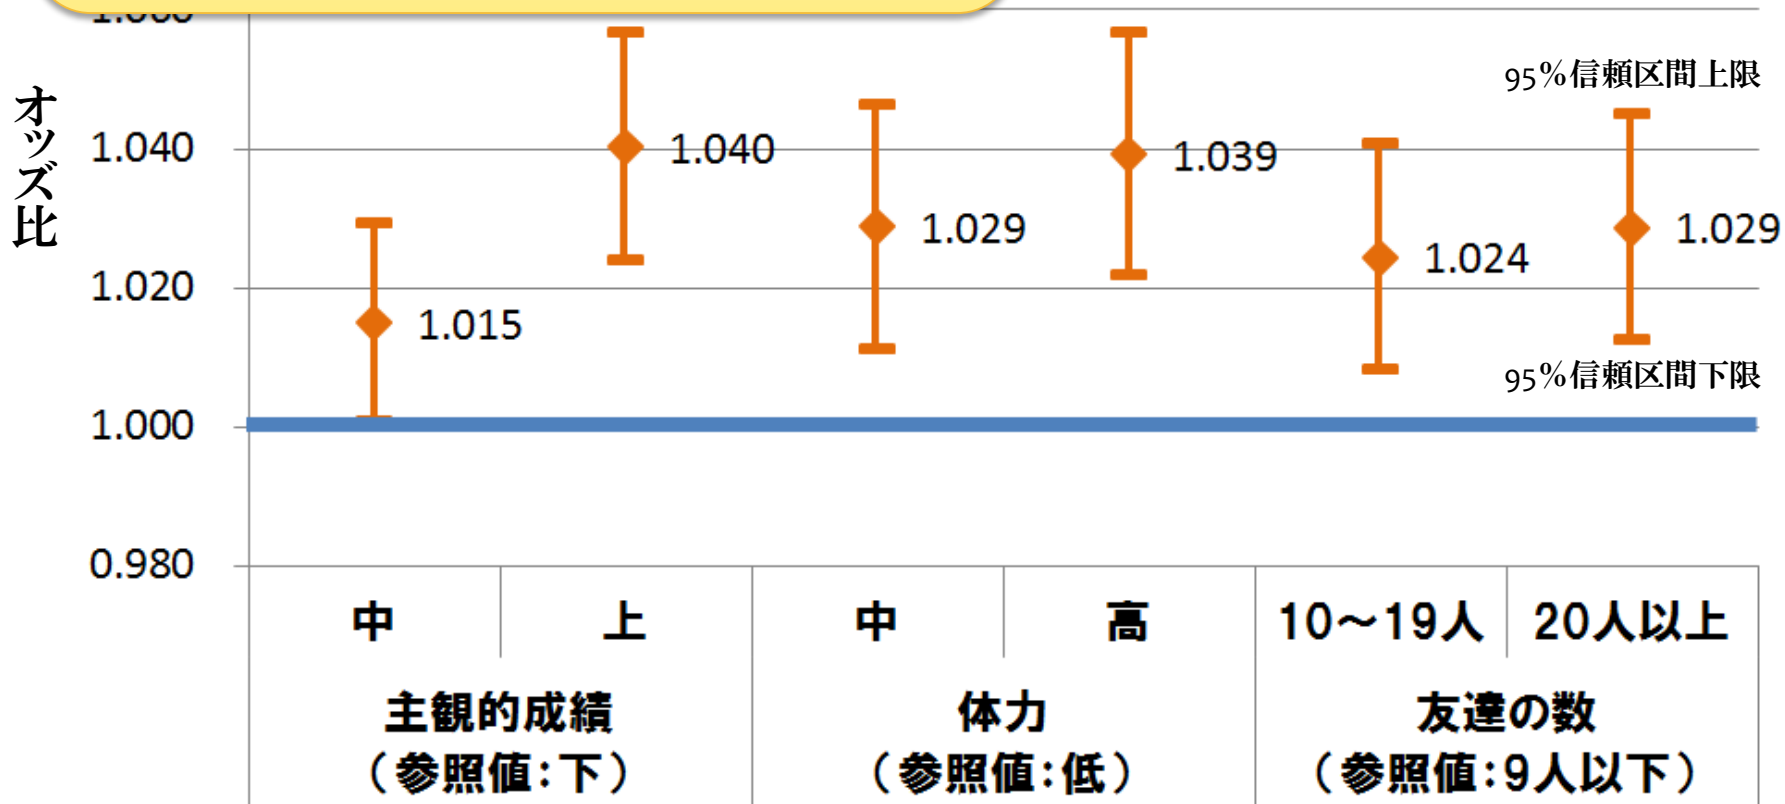 オッズ比
1.040
1.020
1.000
0.980
1.015
1.040
1.029
1.039
1.024
1.029
95%信頼区間上限
95%信頼区間下限
中
上
中
高
10～19人
20人以上
主観的成績
（参照値：下）
体力
（参照値：低）
友達の数
（参照値：9人以下）